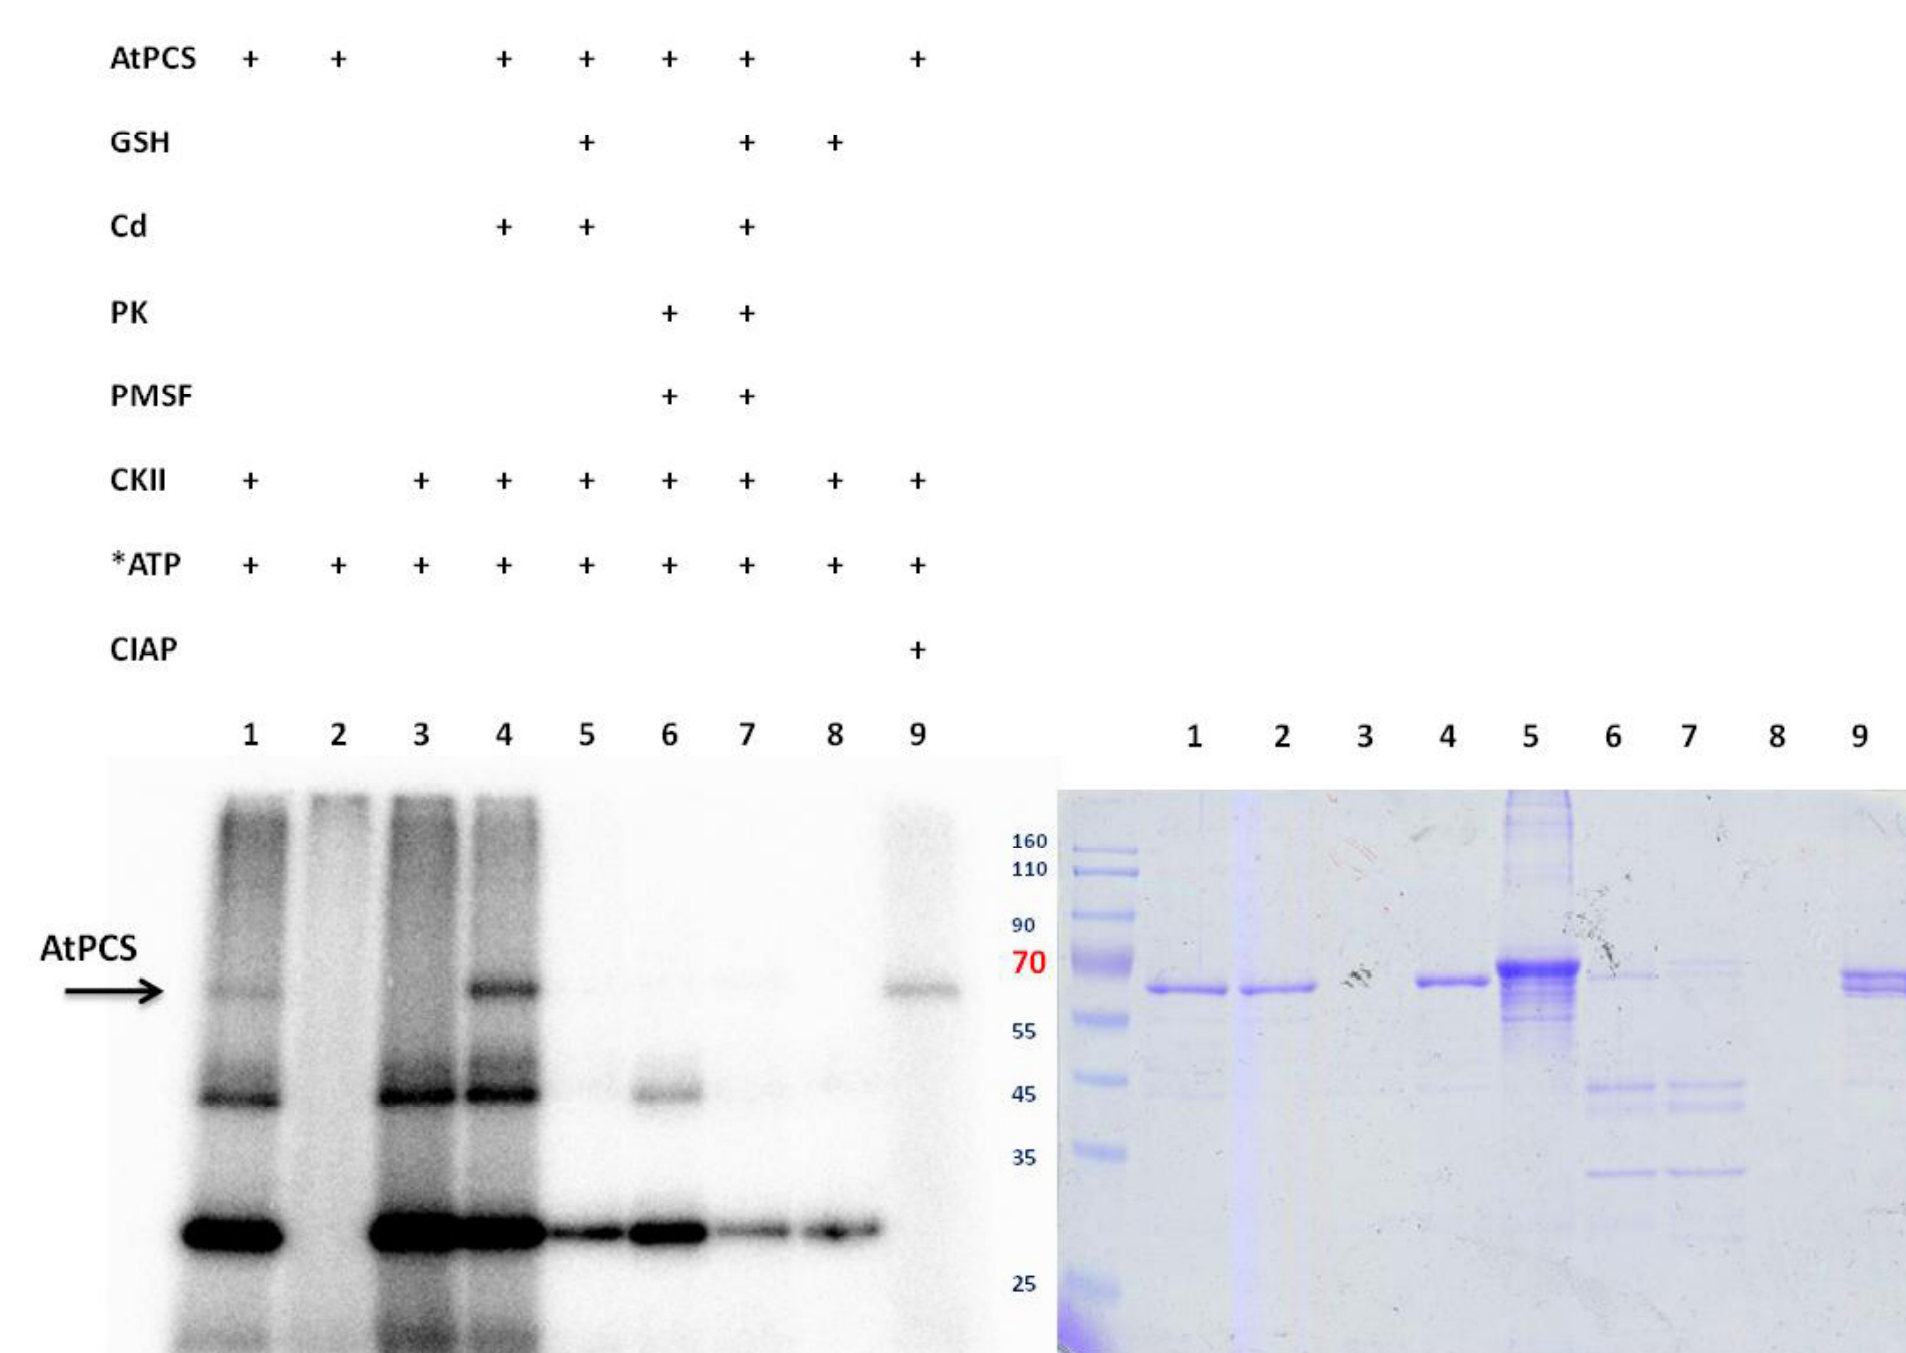 AtPCS + + + + + + +
GSH + + +
Cd + + +
PK + +
PMSF + +
CKII + + + + + + + +
*ATP + + + + + + + + +
CIAP +
1 2 3 4 5 6 7 8 9 1 2 3 4 5 6 7 8 9
160
110
90
AtPCS
70
55
45
35
25